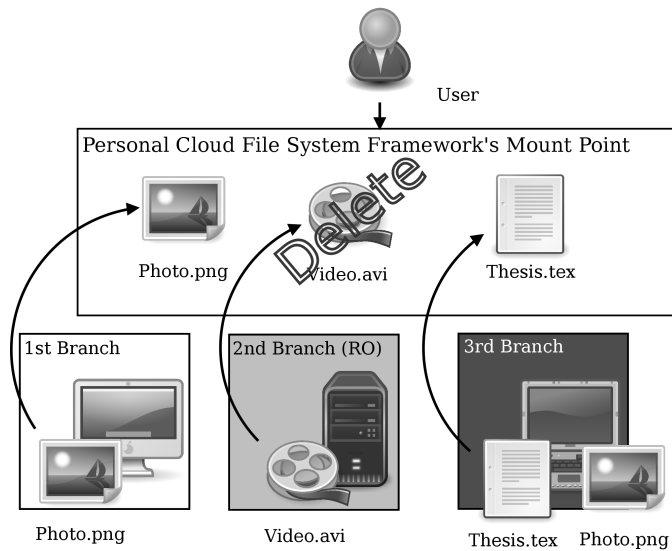 User
Personal Cloud File System Framework's Mount Point
Delete
Photo.png
Video.avi
Thesis.tex
1st Branch
2nd Branch (RO)
3rd Branch
Photo.png
Video.avi
Thesis.tex
Photo.png